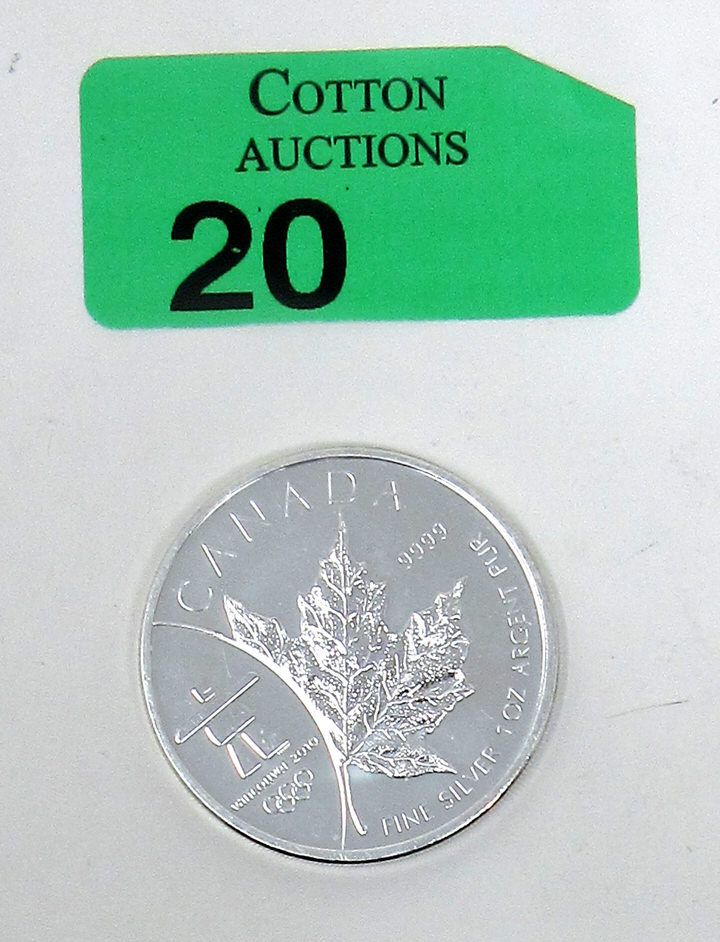 COTTON
AUCTIONS
20
CANADA
9999
FINE SILVER 1 OZ ARGENT PUR
vancouver 2010